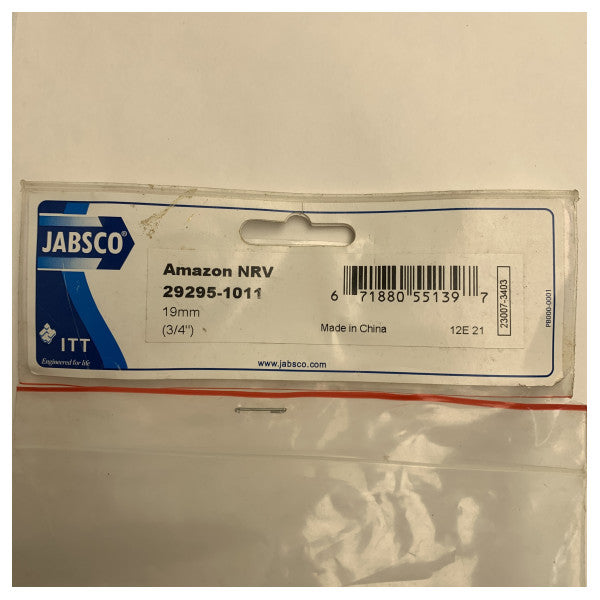 JABSCO®
ITT
Engineered for life
Amazon NRV
29295-1011
19mm
(3/4")
6 71880 55139 7
Made in China
12E 21
23007-3403
PB000-0001
www.jabsco.com